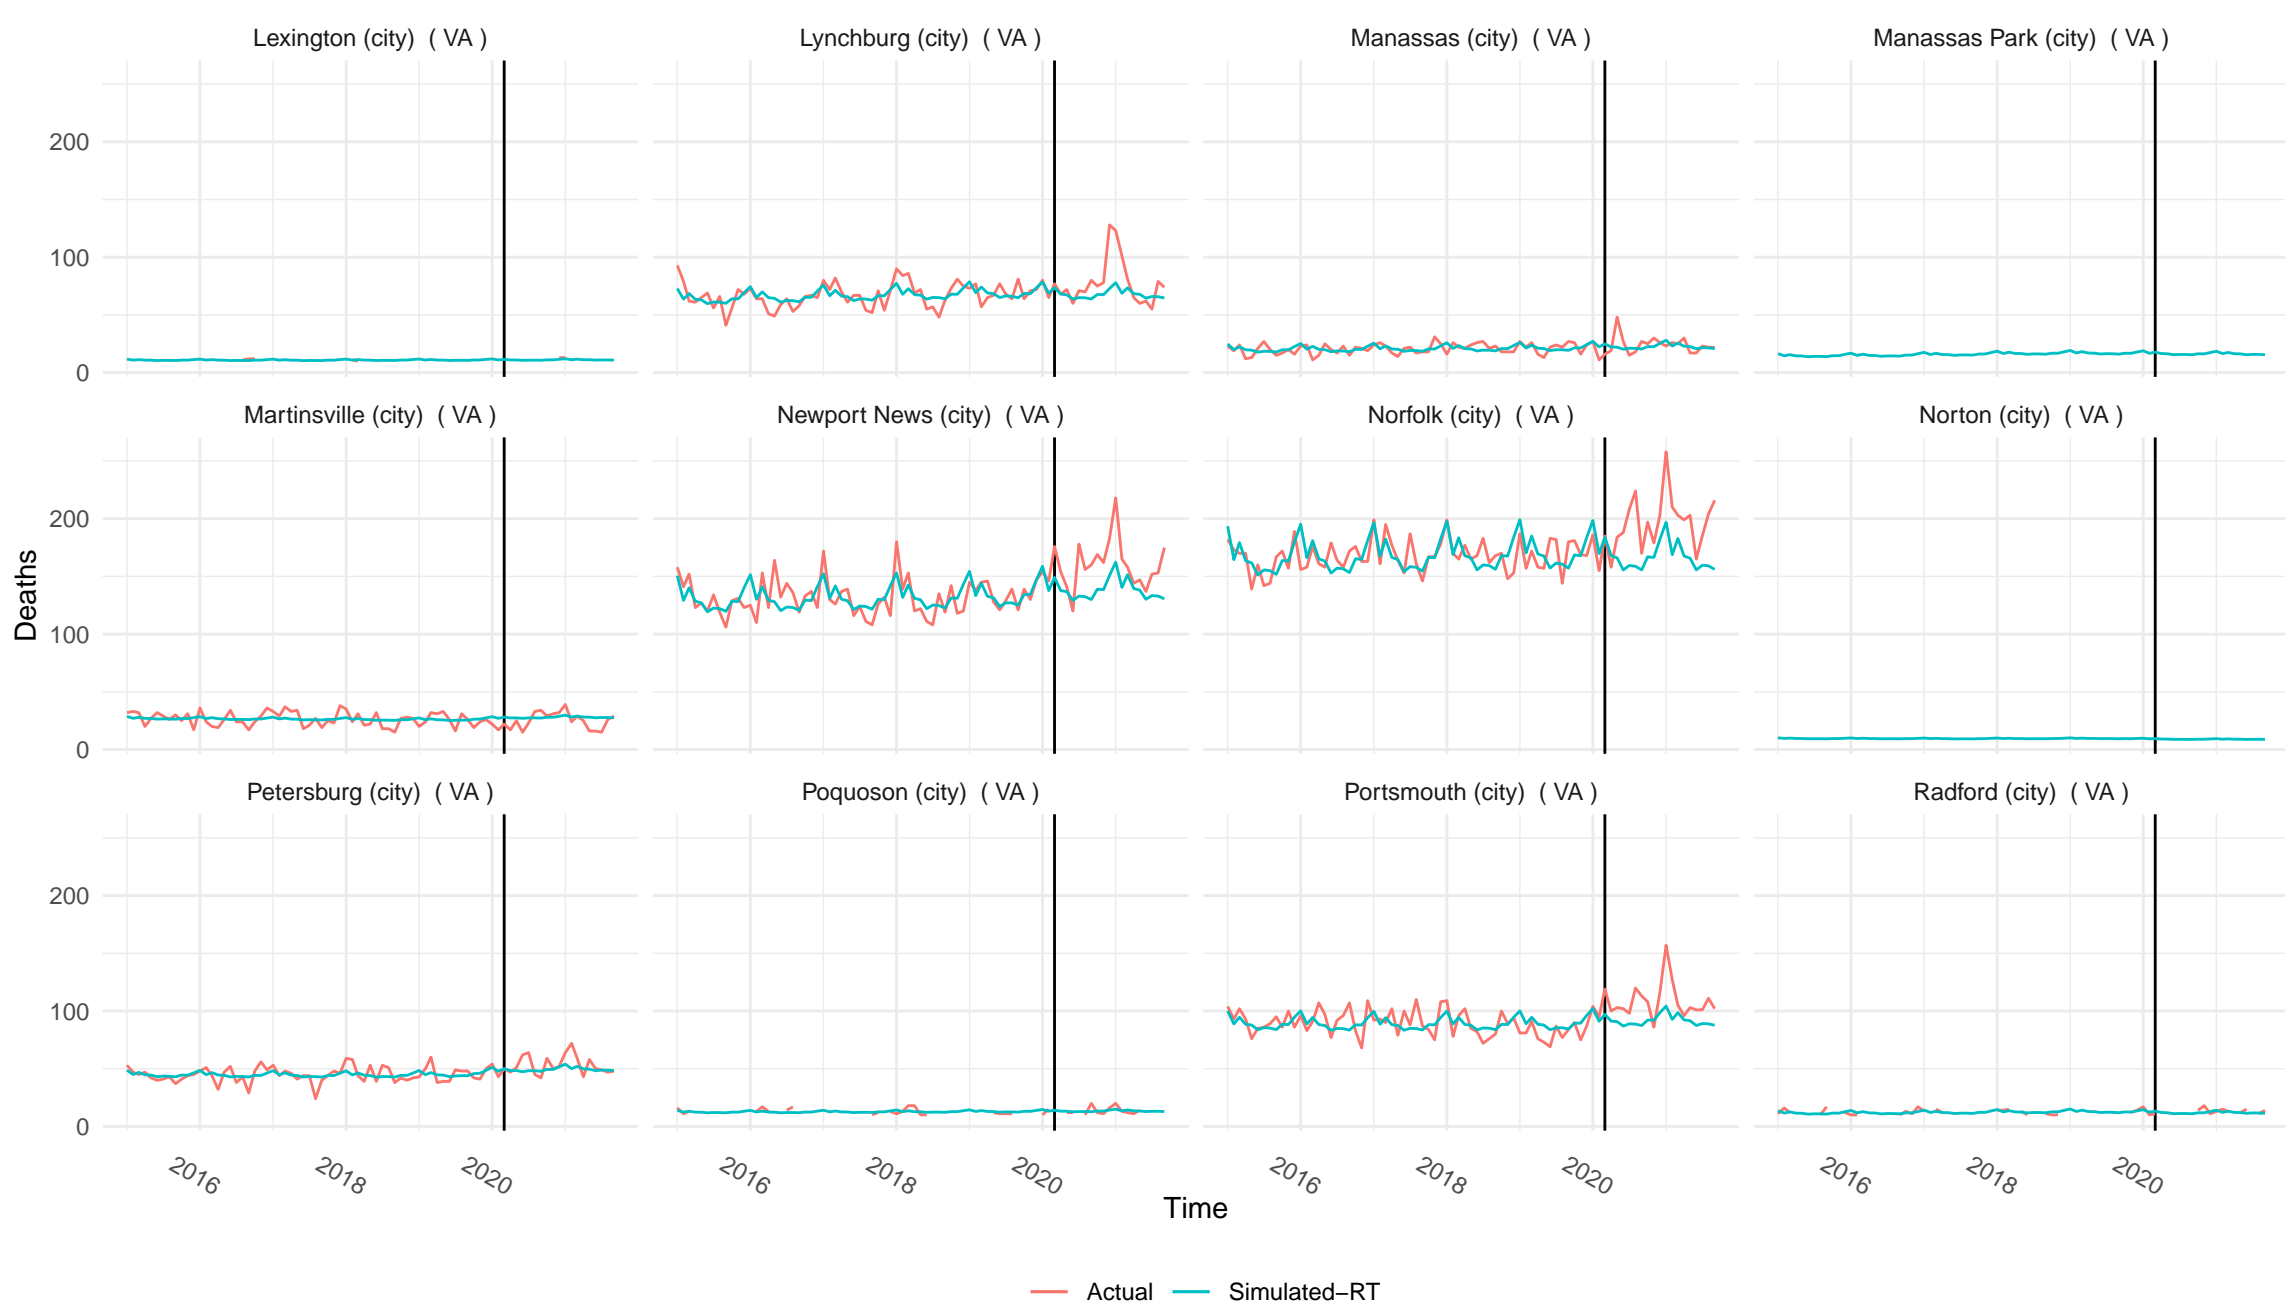 Lexington (city)  ( VA )
Lynchburg (city)  ( VA )
Manassas (city)  ( VA )
Manassas Park (city)  ( VA )
200
100
0
Martinsville (city)  ( VA )
Newport News (city)  ( VA )
Norfolk (city)  ( VA )
Norton (city)  ( VA )
200
100
0
Deaths
Petersburg (city)  ( VA )
Poquoson (city)  ( VA )
Portsmouth (city)  ( VA )
Radford (city)  ( VA )
200
100
0
2016 2018 2020
2016 2018 2020
2016 2018 2020
2016 2018 2020
Time
Actual
Simulated−RT